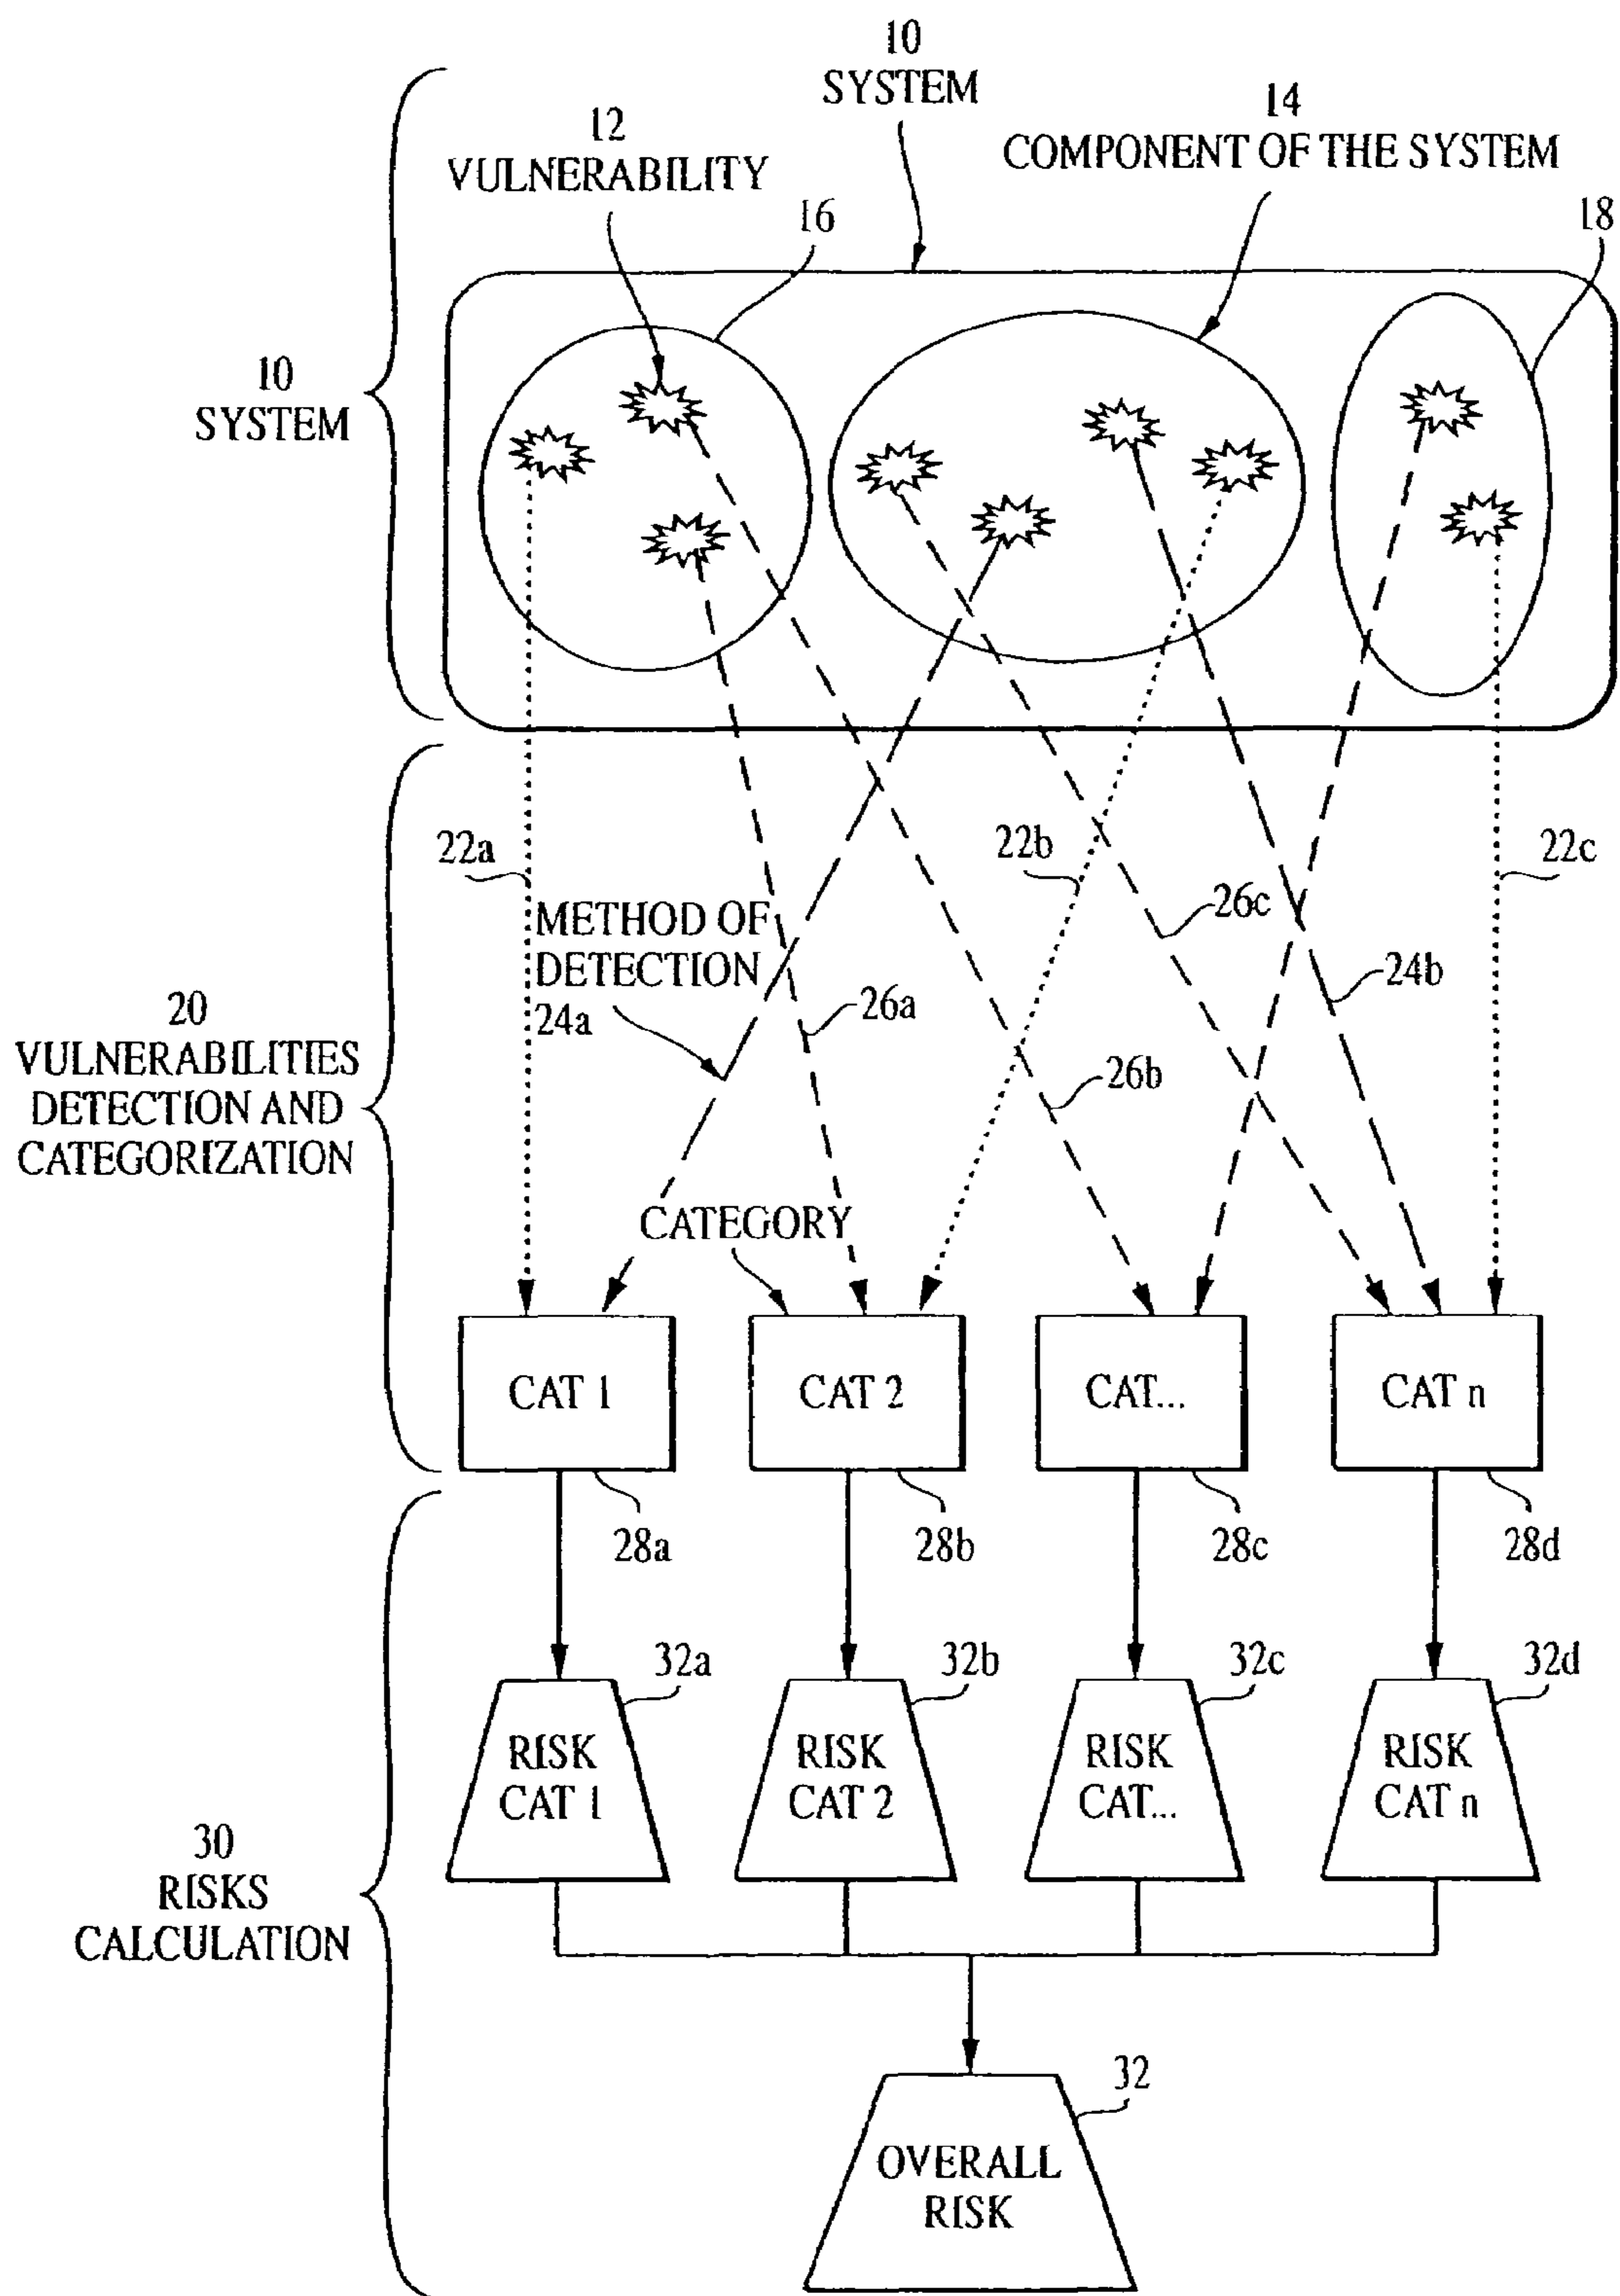 10
SYSTEM
14
COMPONENT OF THE SYSTEM
12
VULNERABILITY
16
18
10
SYSTEM
22a
22b
22c
METHOD OF
DETECTION
24a
26c
24b
26a
26b
20
VULNERABILITIES
DETECTION AND
CATEGORIZATION
CATEGORY
CAT 1
CAT 2
CAT...
CAT n
28a
28b
28c
28d
32a
32b
32c
32d
RISK
CAT 1
RISK
CAT 2
RISK
CAT...
RISK
CAT n
30
RISKS
CALCULATION
32
OVERALL
RISK